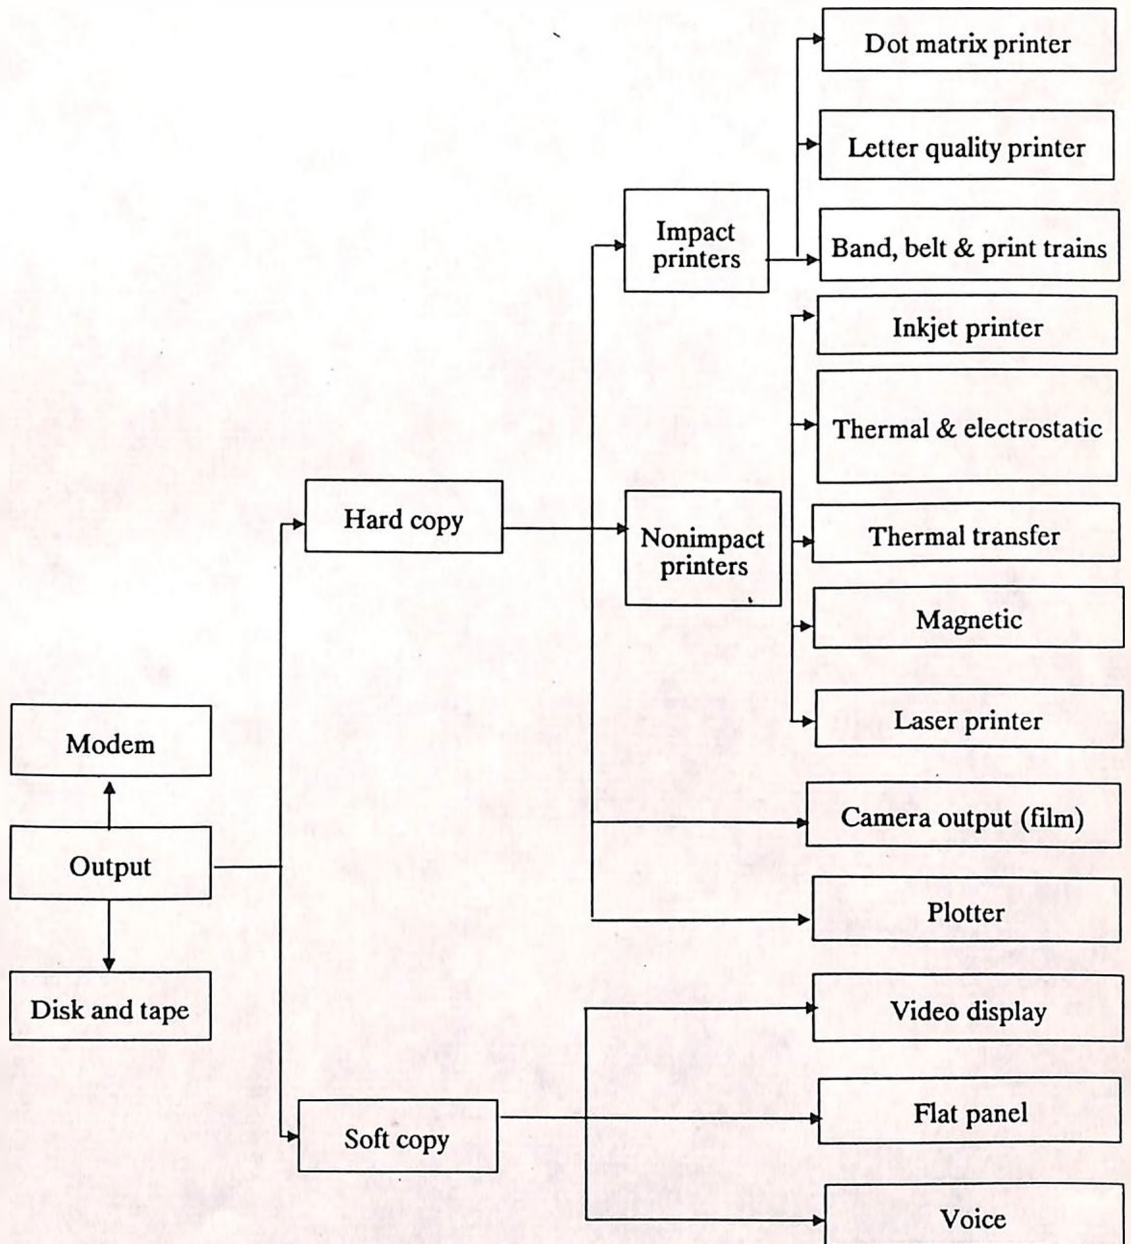 Dot matrix printer
Letter quality printer
Impact
printers
Band, belt & print trains
Inkjet printer
Thermal & electrostatic
Hard copy
Nonimpact
printers
Thermal transfer
Magnetic
Laser printer
Modem
Camera output (film)
Output
Plotter
Disk and tape
Video display
Flat panel
Soft copy
Voice